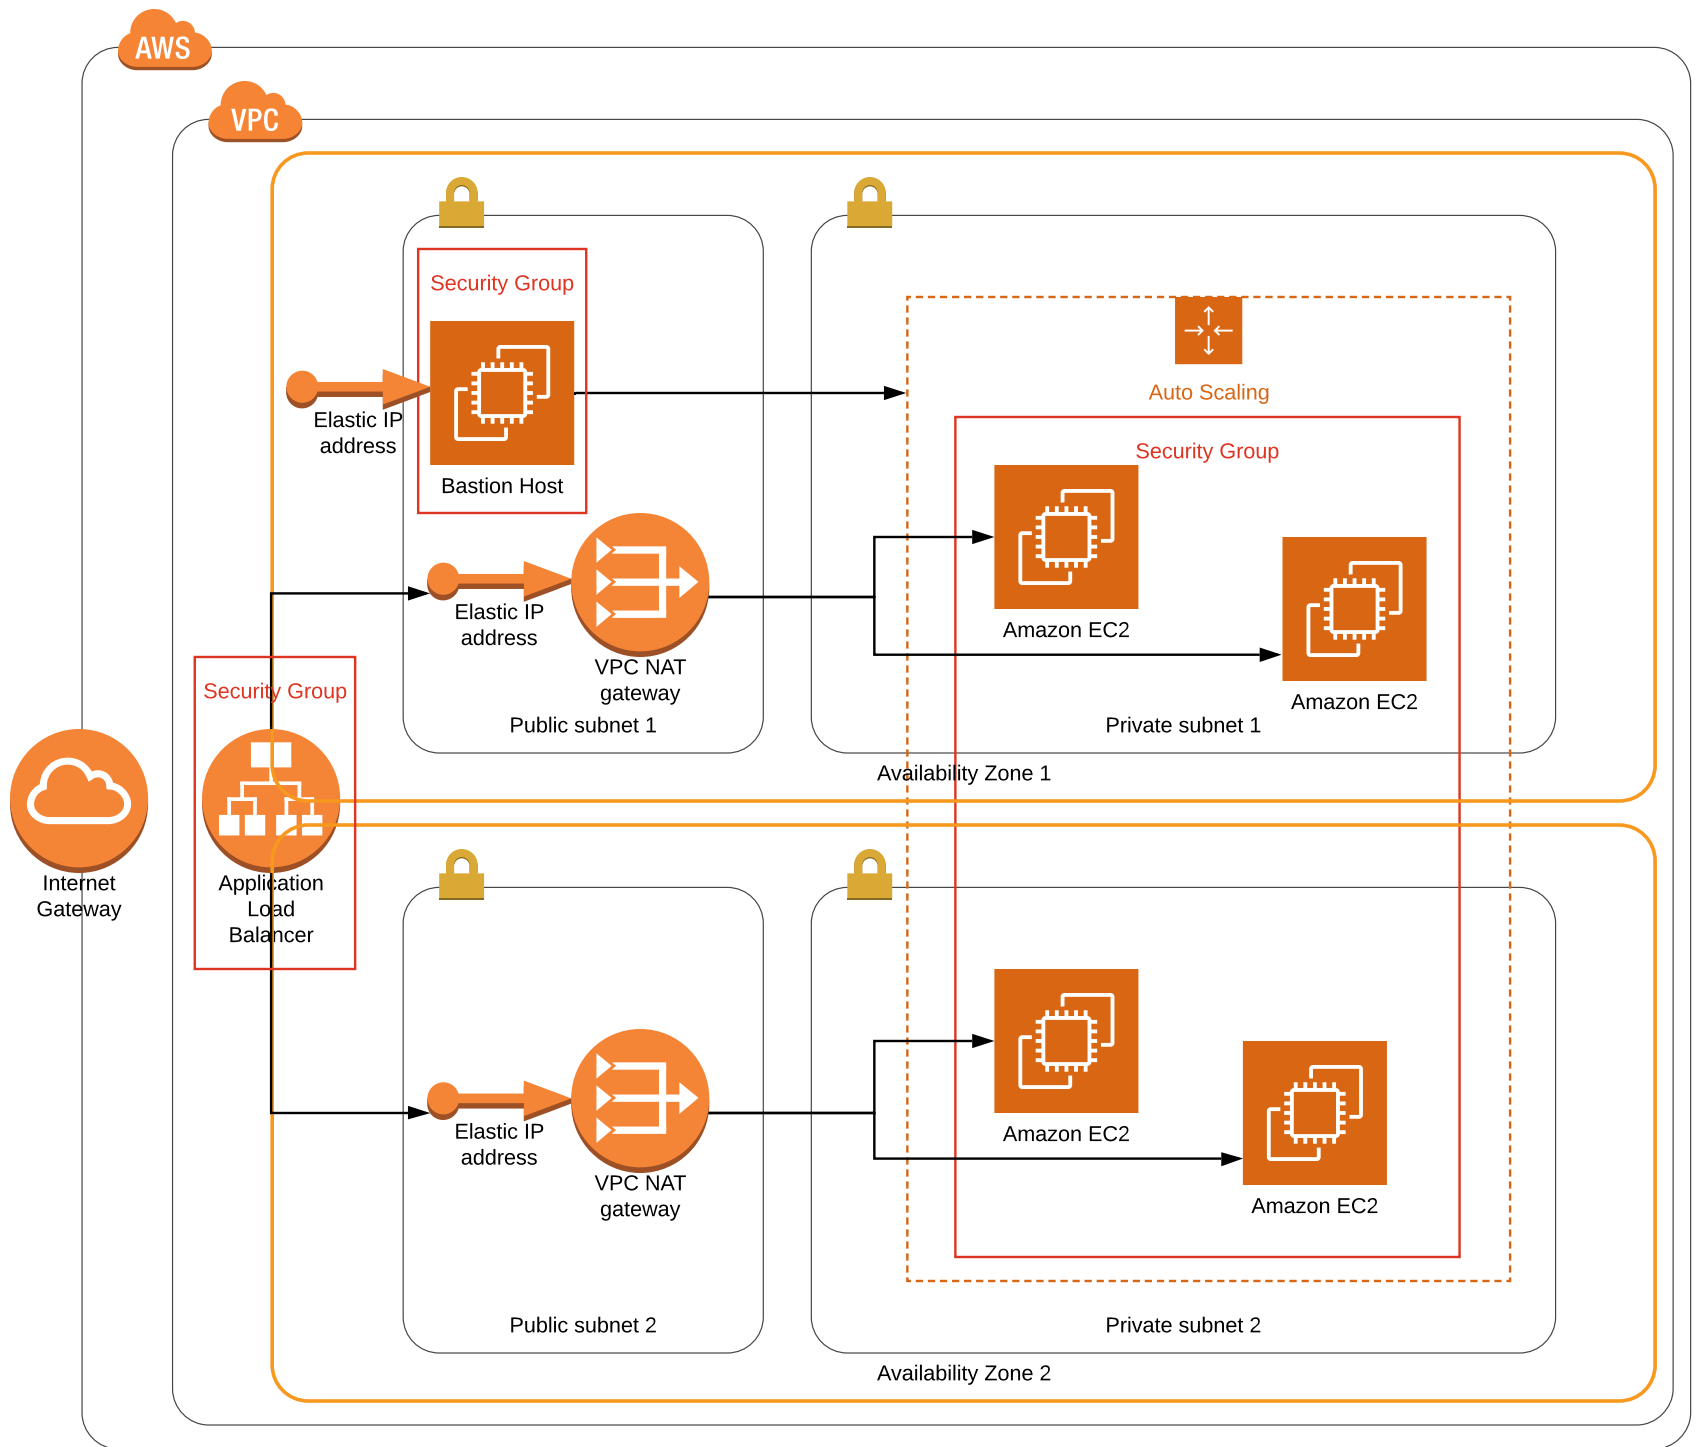 AWS
VPC
Security Group
Elastic IP
address
Bastion Host
Auto Scaling
Security Group
Amazon EC2
Amazon EC2
Elastic IP
address
VPC NAT
gateway
Public subnet 1
Private subnet 1
Availability Zone 1
Security Group
Internet
Gateway
Application
Load
Balancer
Elastic IP
address
VPC NAT
gateway
Amazon EC2
Amazon EC2
Public subnet 2
Private subnet 2
Availability Zone 2